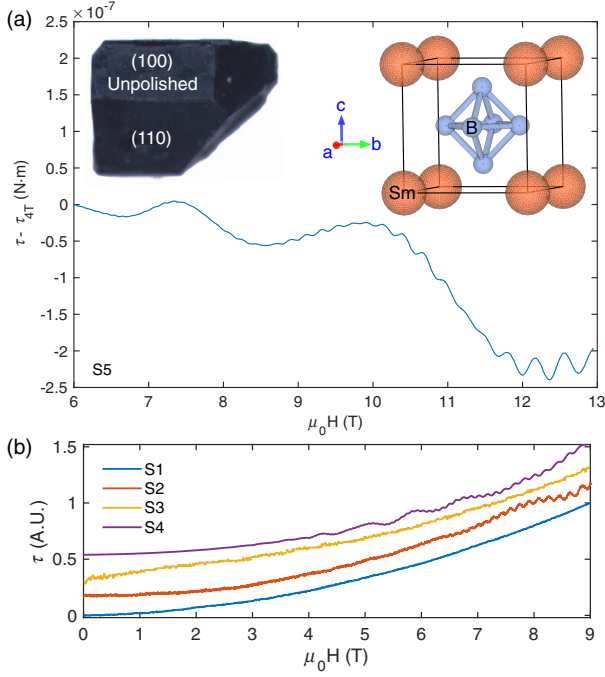 (a)
×10⁻⁷
2.5
2
1.5
1
0.5
0
-0.5
-1
-1.5
-2
-2.5
τ - τ4T (N·m)
(100)
Unpolished
(110)
c
b
a
B
Sm
S5
6 7 8 9 10 11 12 13
μ0H (T)
(b)
1.5
1
0.5
0
τ (A.U.)
S1
S2
S3
S4
0 1 2 3 4 5 6 7 8 9
μ0H (T)